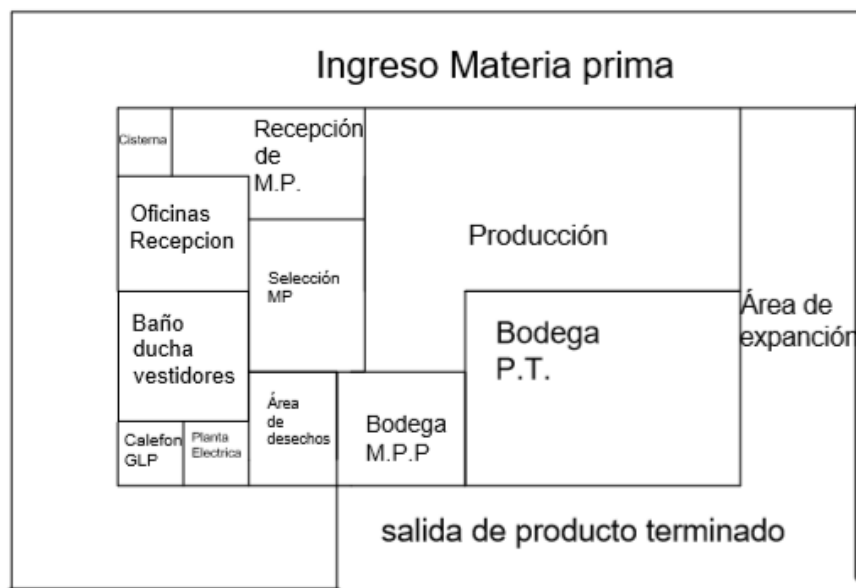 Ingreso Materia prima
Cisterna
Recepción
de
M.P.
Oficinas
Recepcion
Selección
MP
Producción
Baño
ducha
vestidores
Bodega
P.T.
Área de
expanción
Calefon
GLP
Planta
Electrica
Área
de
desechos
Bodega
M.P.P
salida de producto terminado